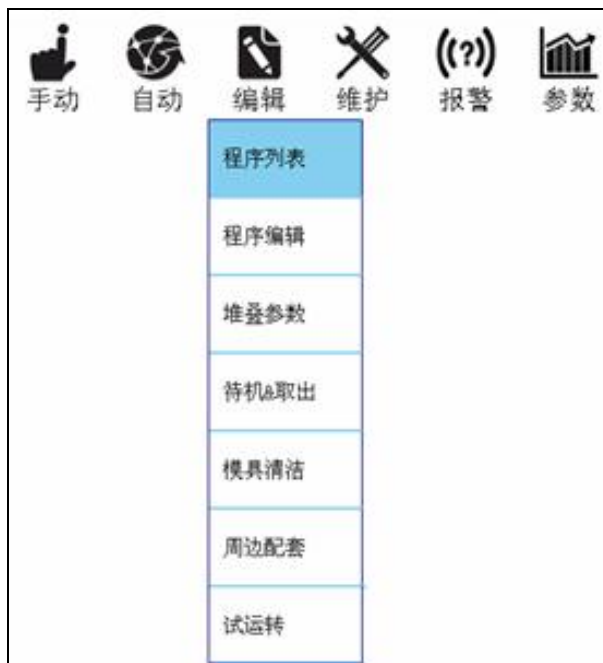 手动 自动 编辑 维护 报警 参数
程序列表
程序编辑
堆叠参数
待机&取出
模具清洁
周边配套
试运转